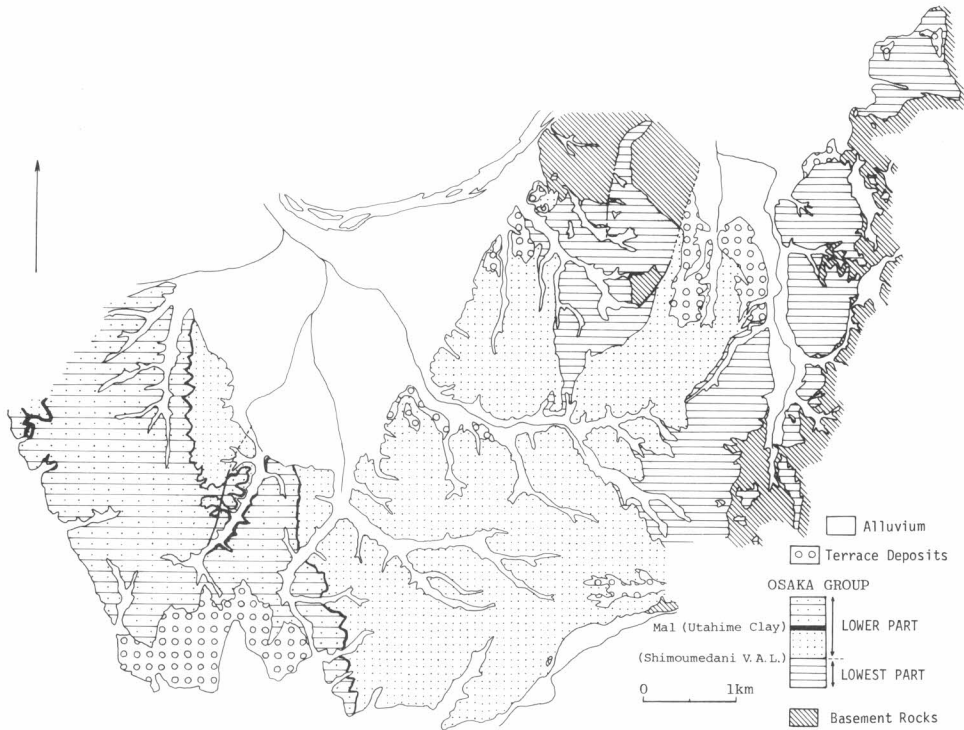 Alluvium
Terrace Deposits
OSAKA GROUP
Ma1 (Utahime Clay)
LOWER PART
(Shimoumedani V.A.L.)
LOWEST PART
0 1km
Basement Rocks